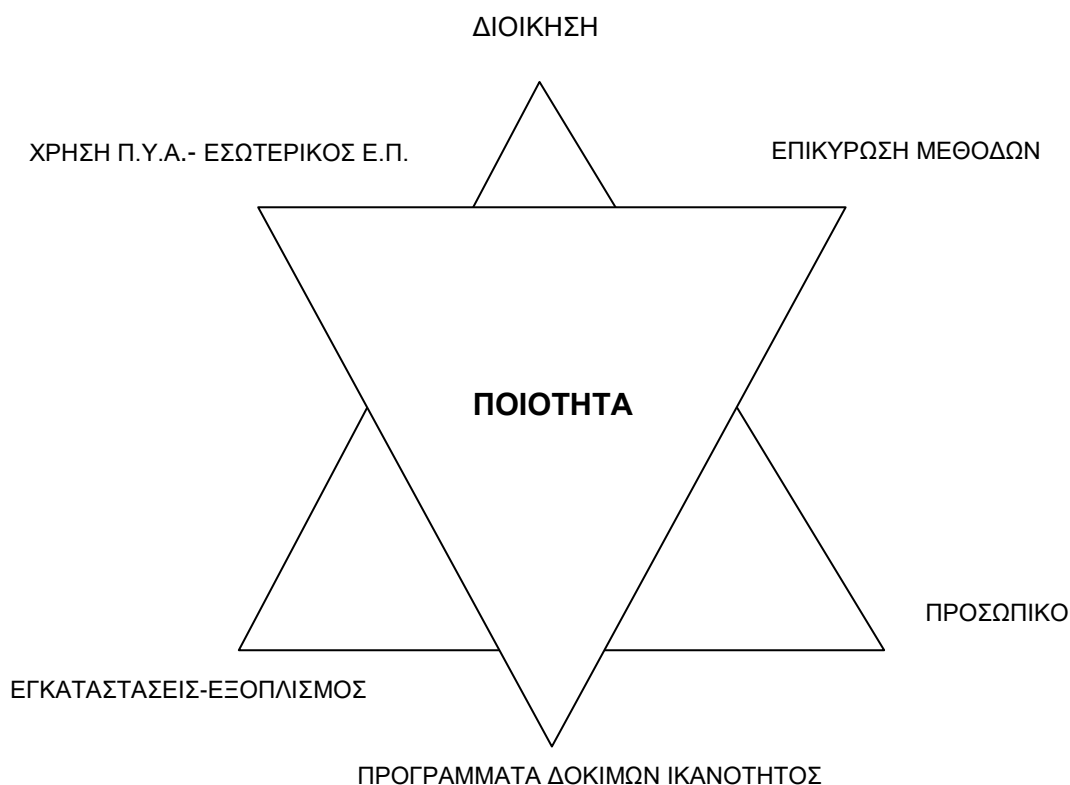 ΔΙΟΙΚΗΣΗ
ΧΡΗΣΗ Π.Υ.Α.- ΕΣΩΤΕΡΙΚΟΣ Ε.Π.
ΕΠΙΚΥΡΩΣΗ ΜΕΘΟΔΩΝ
ΠΟΙΟΤΗΤΑ
ΠΡΟΣΩΠΙΚΟ
ΕΓΚΑΤΑΣΤΑΣΕΙΣ-ΕΞΟΠΛΙΣΜΟΣ
ΠΡΟΓΡΑΜΜΑΤΑ ΔΟΚΙΜΩΝ ΙΚΑΝΟΤΗΤΟΣ